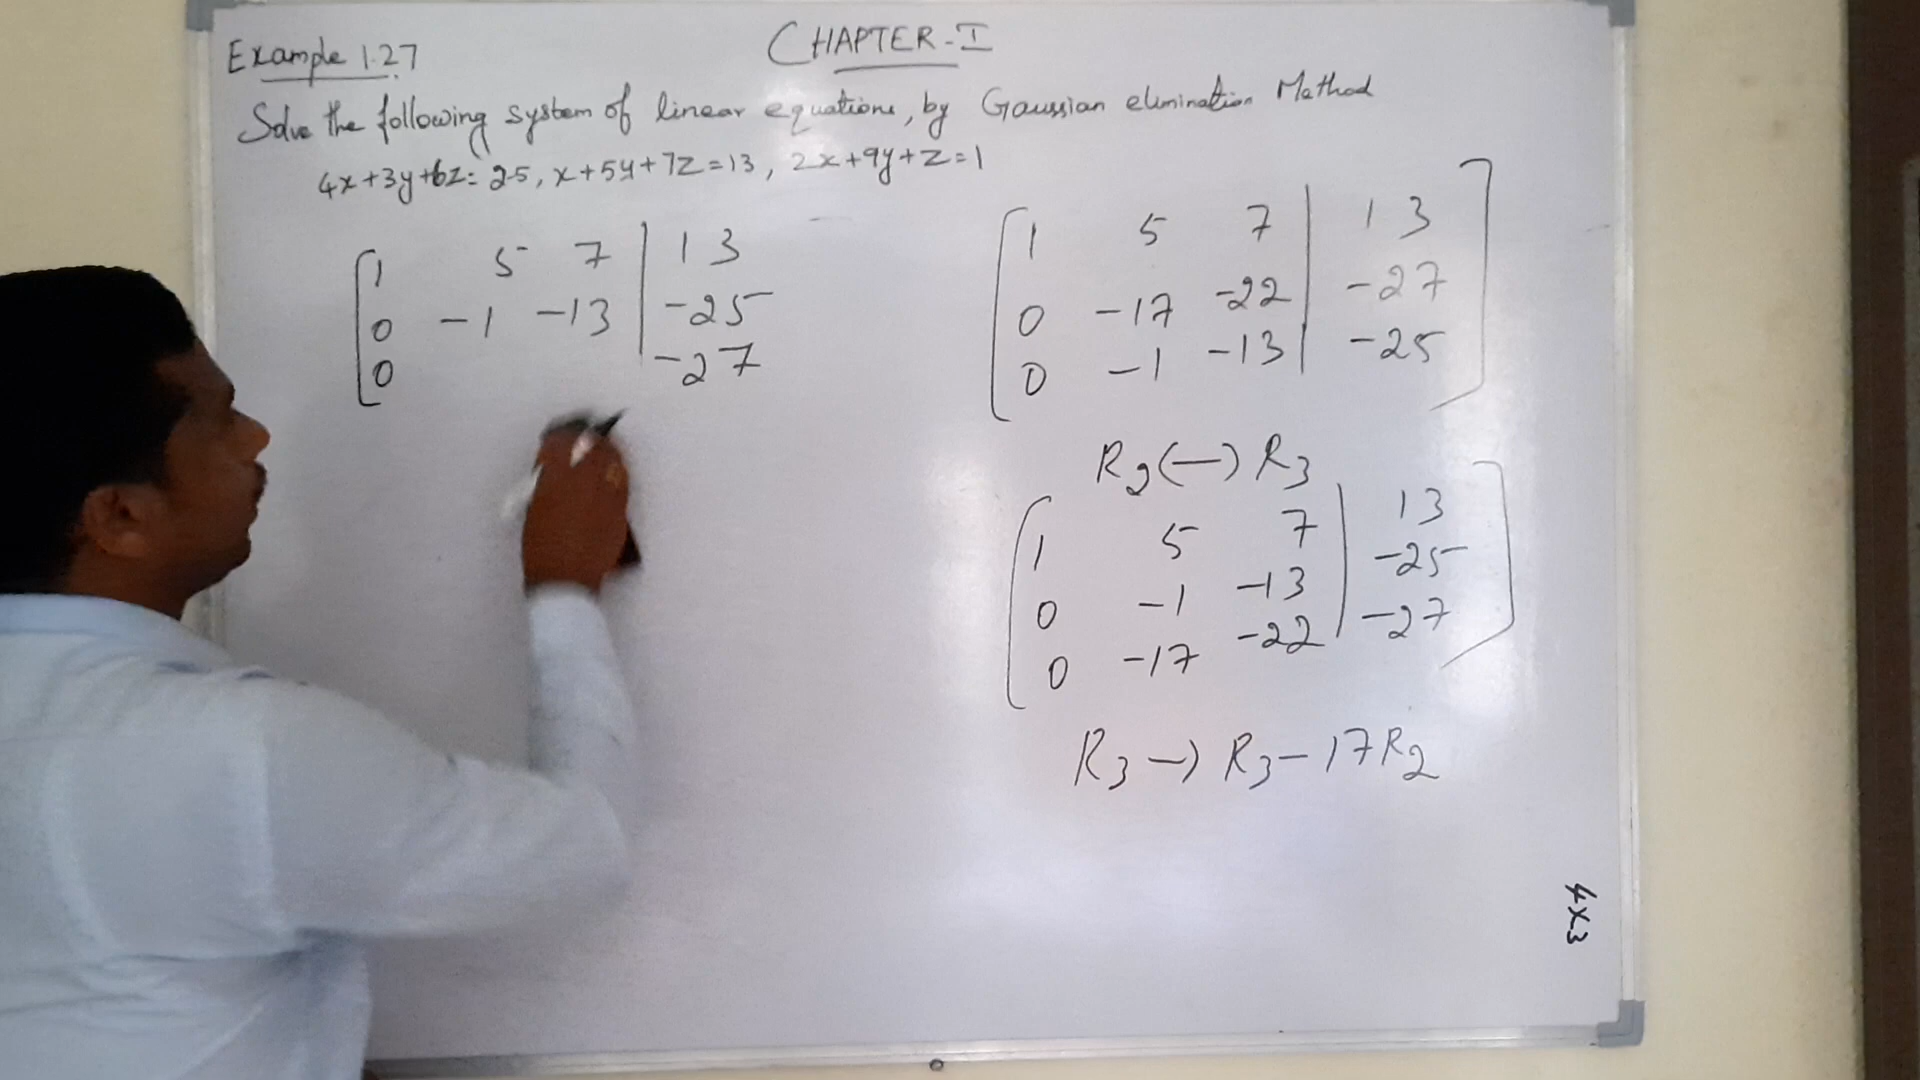 CHAPTER-I
Example 1.27
Solve the following system of linear equations, by Gaussian elimination Method
4x+3y+6z=25, x+5y+7z=13, 2x+9y+z=1
1 5 7 | 13
0 -1 -13 | -25
0 -27
1 5 7 | 13
0 -17 -22 | -27
0 -1 -13 | -25
R2 (—) R3
1 5 7 | 13
0 -1 -13 | -25
0 -17 -22 | -27
R3 —) R3 - 17R2
4x3